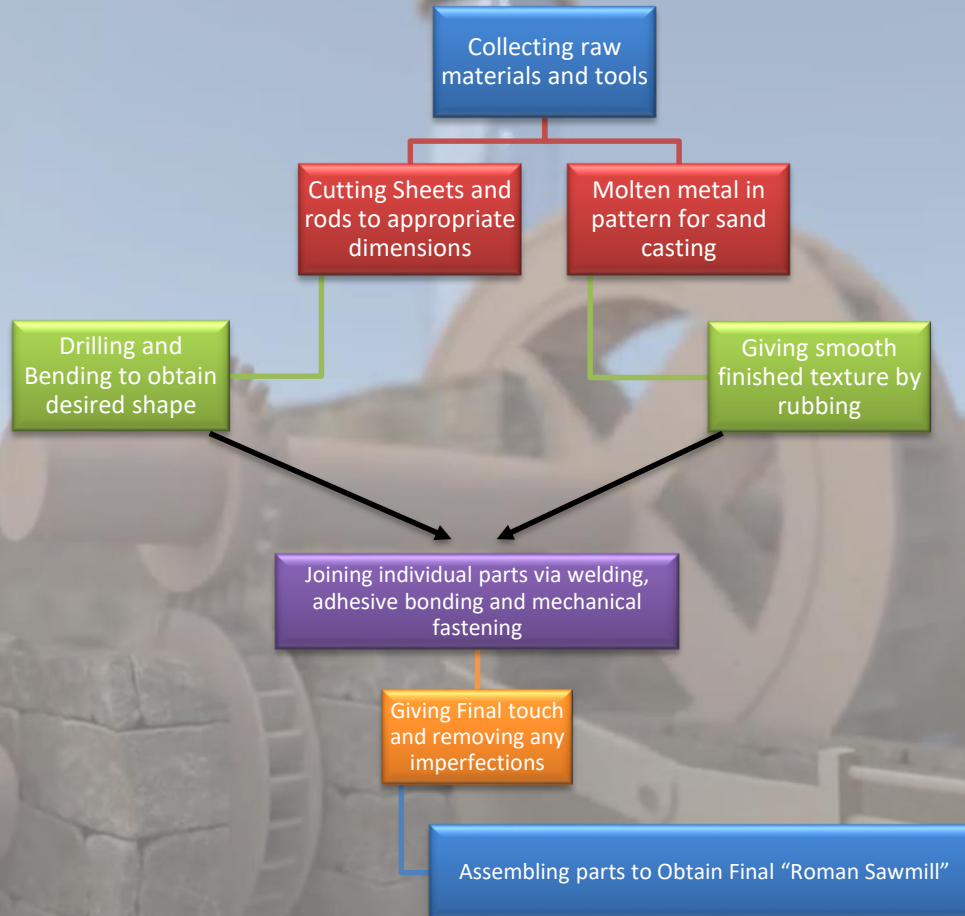 Collecting raw
materials and tools
Cutting Sheets and
rods to appropriate
dimensions
Molten metal in
pattern for sand
casting
Drilling and
Bending to obtain
desired shape
Giving smooth
finished texture by
rubbing
Joining individual parts via welding,
adhesive bonding and mechanical
fastening
Giving Final touch
and removing any
imperfections
Assembling parts to Obtain Final “Roman Sawmill”